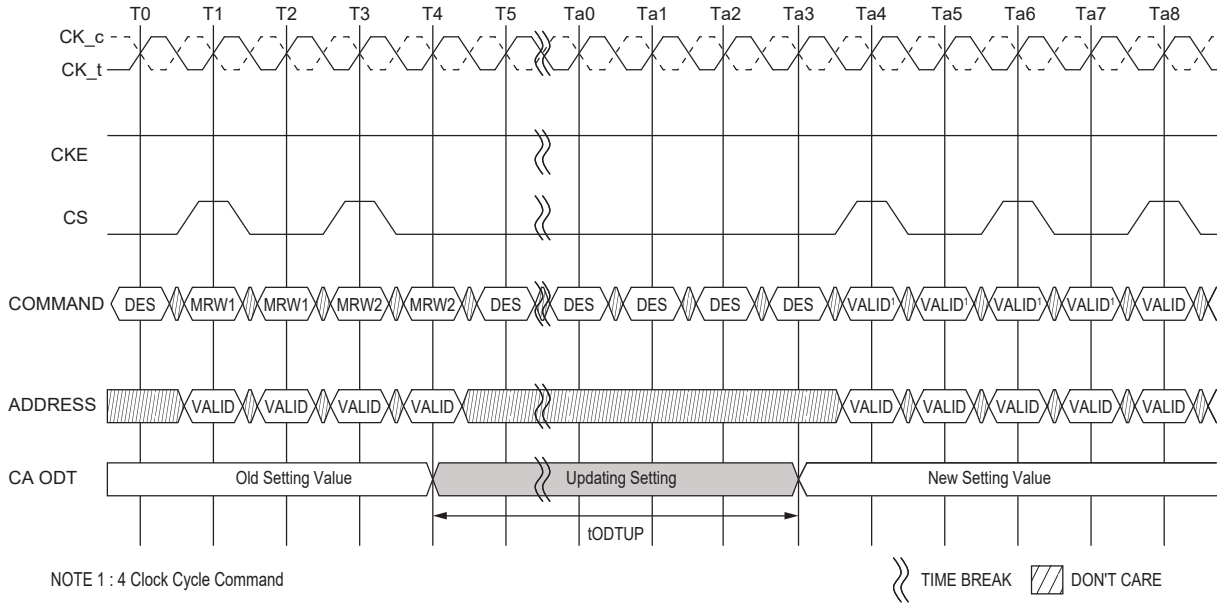 T0 T1 T2 T3 T4 T5 Ta0 Ta1 Ta2 Ta3 Ta4 Ta5 Ta6 Ta7 Ta8
CK_c
CK_t
CKE
CS
COMMAND DES MRW1 MRW1 MRW2 MRW2 DES DES DES DES DES VALID¹ VALID¹ VALID¹ VALID¹ VALID
ADDRESS VALID VALID VALID VALID VALID VALID VALID VALID VALID
CA ODT Old Setting Value Updating Setting New Setting Value
tODTUP
NOTE 1 : 4 Clock Cycle Command TIME BREAK DON'T CARE